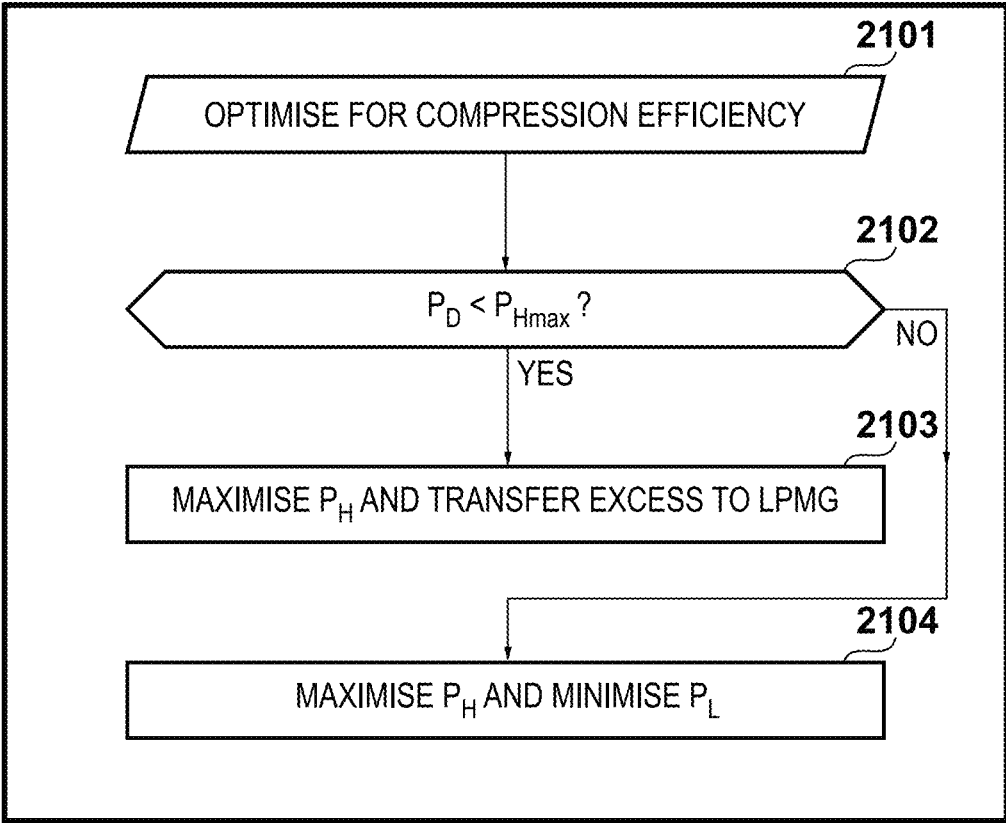 2101
OPTIMISE FOR COMPRESSION EFFICIENCY
2102
P_D < P_Hmax ?
NO
YES
2103
MAXIMISE P_H AND TRANSFER EXCESS TO LPMG
2104
MAXIMISE P_H AND MINIMISE P_L